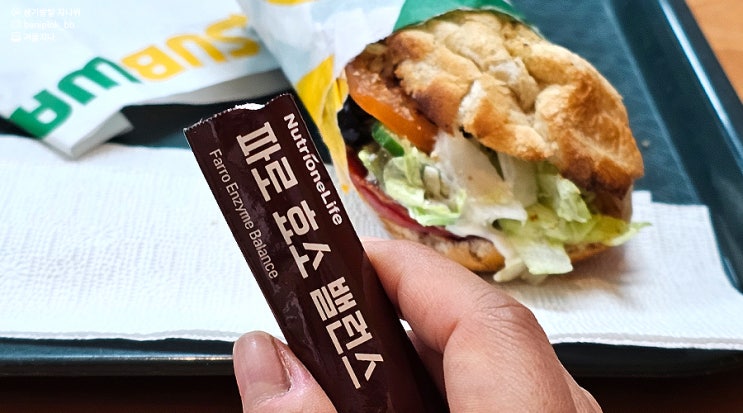 SUBWA
NutrioneLife
파로 효소 밸런스
Farro Enzyme Balance